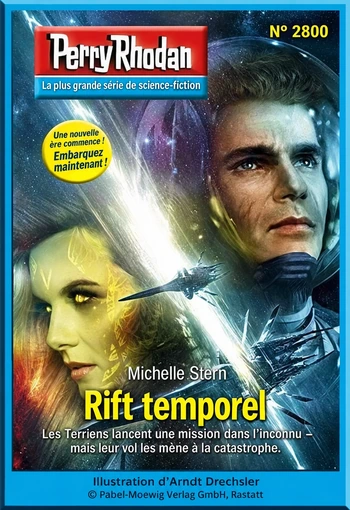 Perry Rhodan
Nº 2800
La plus grande série de science-fiction
Une nouvelle
ère commence !
Embarquez
maintenant !
Michelle Stern
Rift temporel
Les Terriens lancent une mission dans l'inconnu –
mais leur vol les mène à la catastrophe.
Illustration d'Arndt Drechsler
© Pabel-Moewig Verlag GmbH, Rastatt